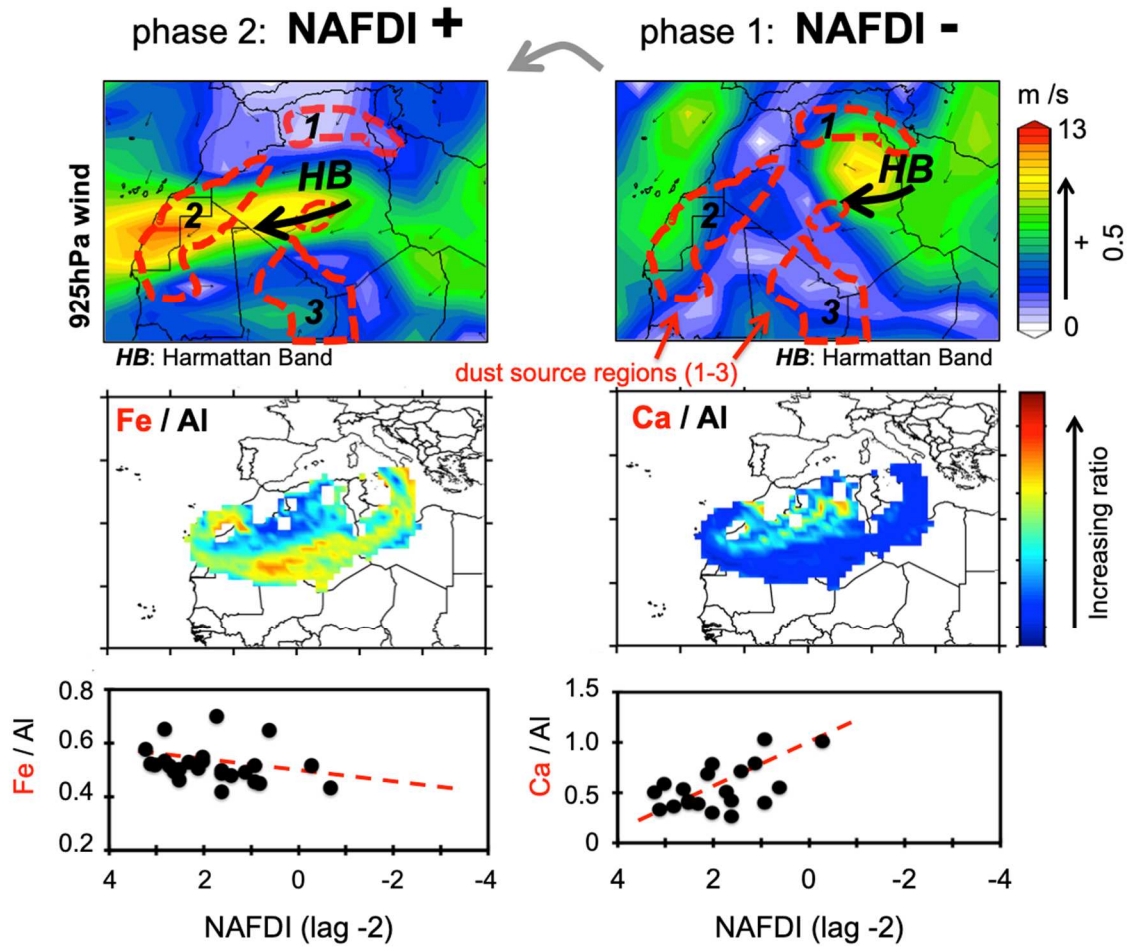 phase 2: NAFDI +
phase 1: NAFDI -
925hPa wind
1
HB
2
3
1
HB
2
3
m /s
13
+
0.5
0
HB: Harmattan Band
HB: Harmattan Band
dust source regions (1-3)
Fe / Al
Ca / Al
Increasing ratio
Fe / Al
0.8
0.6
0.4
0.2
4
2
0
-2
-4
NAFDI (lag -2)
Ca / Al
1.5
1.0
0.5
0
4
2
0
-2
-4
NAFDI (lag -2)